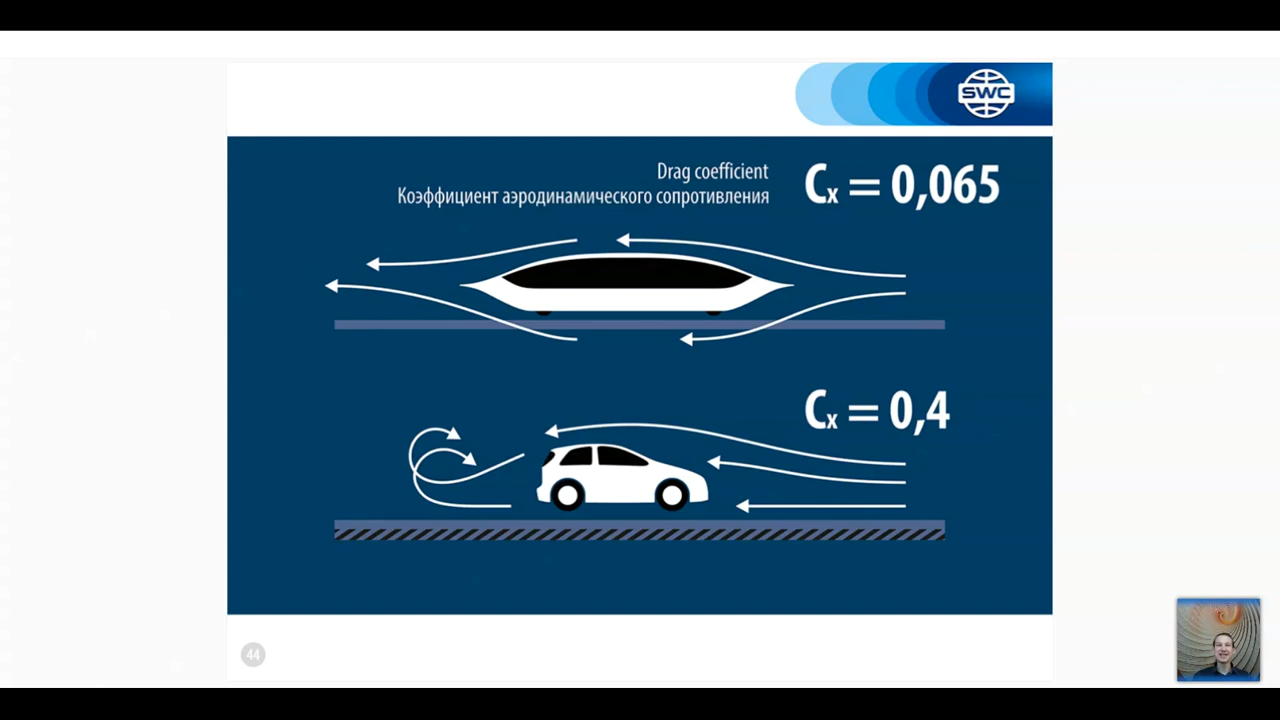 SWC
Drag coefficient
Коэффициент аэродинамического сопротивления
Cx = 0,065
Cx = 0,4
44